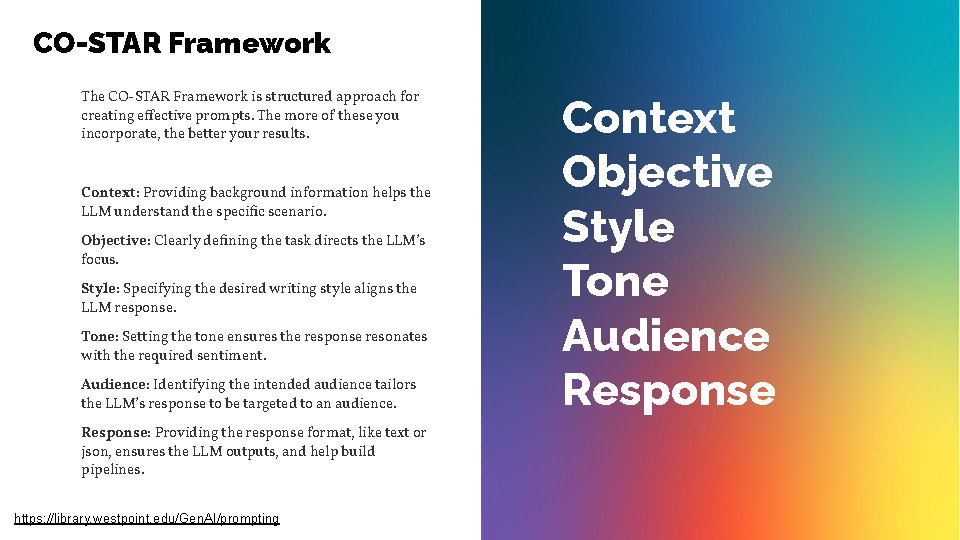 CO-STAR Framework
The CO-STAR Framework is structured approach for
creating effective prompts. The more of these you
incorporate, the better your results.
Context: Providing background information helps the
LLM understand the specific scenario.
Objective: Clearly defining the task directs the LLM’s
focus.
Style: Specifying the desired writing style aligns the
LLM response.
Tone: Setting the tone ensures the response resonates
with the required sentiment.
Audience: Identifying the intended audience tailors
the LLM’s response to be targeted to an audience.
Response: Providing the response format, like text or
json, ensures the LLM outputs, and help build
pipelines.
https://library.westpoint.edu/GenAI/prompting
Context
Objective
Style
Tone
Audience
Response